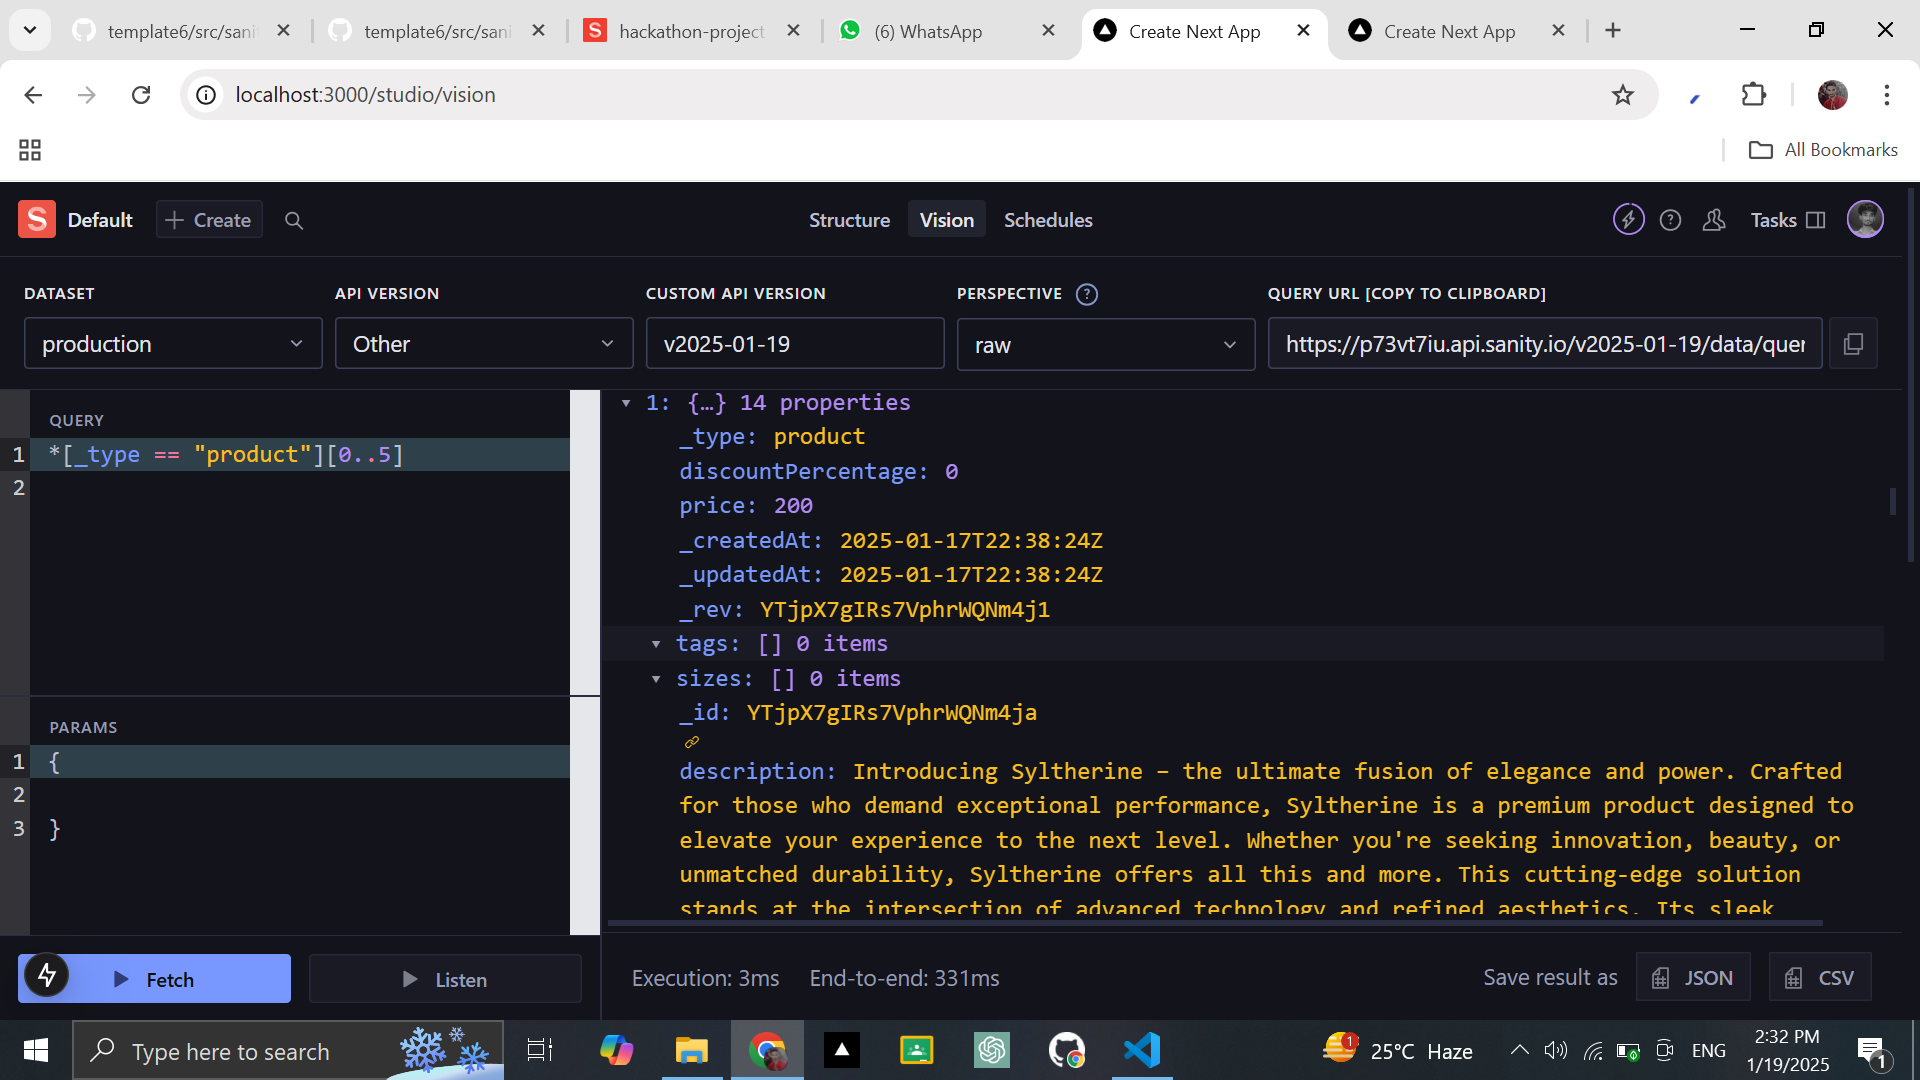 template6/src/sani
template6/src/sani
hackathon-project
(6) WhatsApp
Create Next App
Create Next App
localhost:3000/studio/vision
All Bookmarks
S Default
Create
Structure
Vision
Schedules
Tasks
DATASET
API VERSION
CUSTOM API VERSION
PERSPECTIVE ?
QUERY URL [COPY TO CLIPBOARD]
production
Other
v2025-01-19
raw
https://p73vt7iu.api.sanity.io/v2025-01-19/data/quer
QUERY
1 *[_type == "product"][0..5]
2
PARAMS
1 {
2
3 }
1: {…} 14 properties
_type: product
discountPercentage: 0
price: 200
_createdAt: 2025-01-17T22:38:24Z
_updatedAt: 2025-01-17T22:38:24Z
_rev: YTjpX7gIRs7VphrWQNm4j1
tags: [] 0 items
sizes: [] 0 items
_id: YTjpX7gIRs7VphrWQNm4ja
description: Introducing Syltherine – the ultimate fusion of elegance and power. Crafted
for those who demand exceptional performance, Syltherine is a premium product designed to
elevate your experience to the next level. Whether you're seeking innovation, beauty, or
unmatched durability, Syltherine offers all this and more. This cutting-edge solution
stands at the intersection of advanced technology and refined aesthetics. Its sleek
Fetch
Listen
Execution: 3ms
End-to-end: 331ms
Save result as
JSON
CSV
Type here to search
1
25°C Haze
ENG
2:32 PM
1/19/2025
1